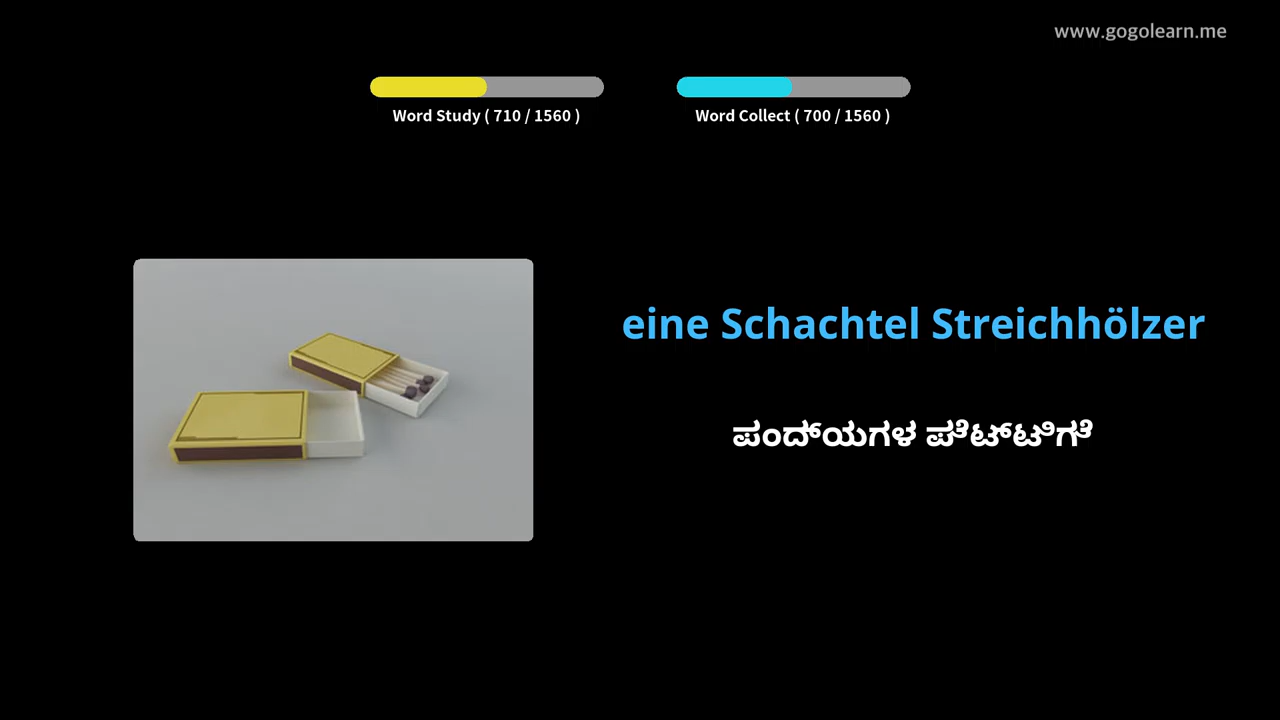 www.gogolearn.me
Word Study ( 710 / 1560 )
Word Collect ( 700 / 1560 )
eine Schachtel Streichhölzer
ಪಂದ್ಯಗಳ ಪೆಟ್ಟಿಗೆ